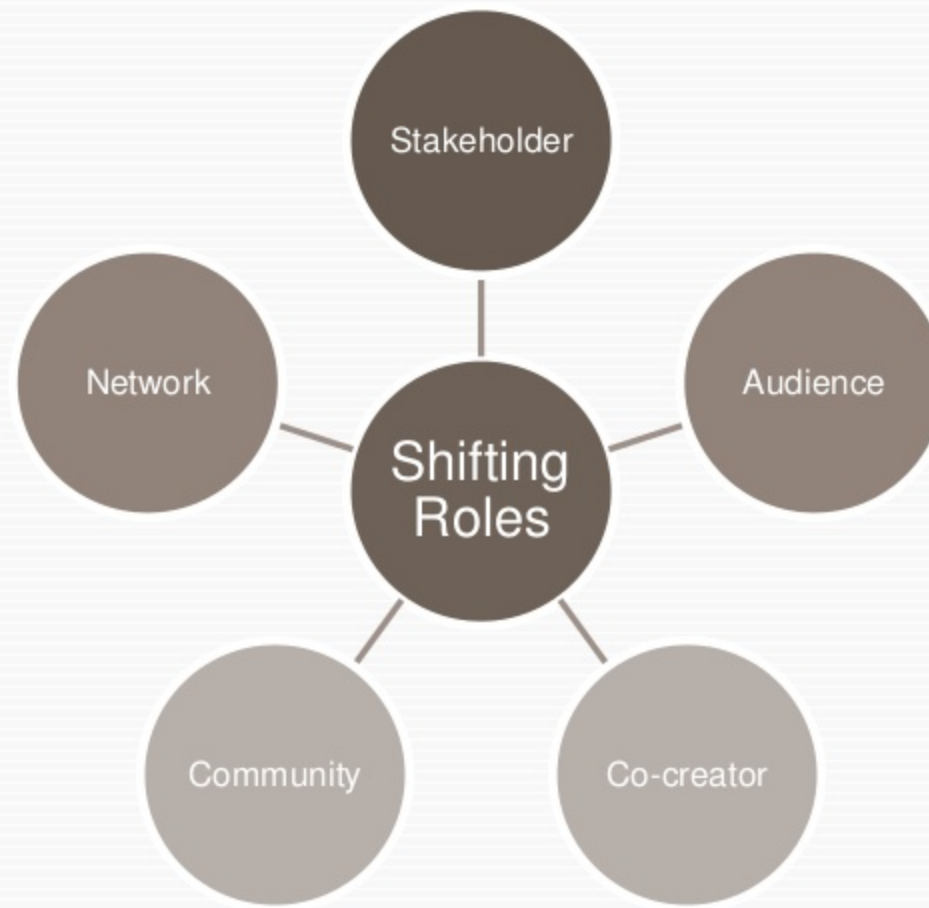 Stakeholder
Network
Audience
Shifting
Roles
Community
Co-creator